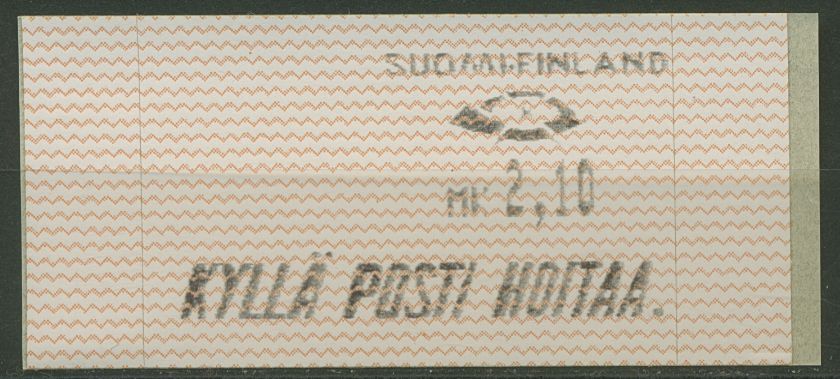 SUOMI-FINLAND
MK 2,10
KYLLÄ POSTI HOITAA.